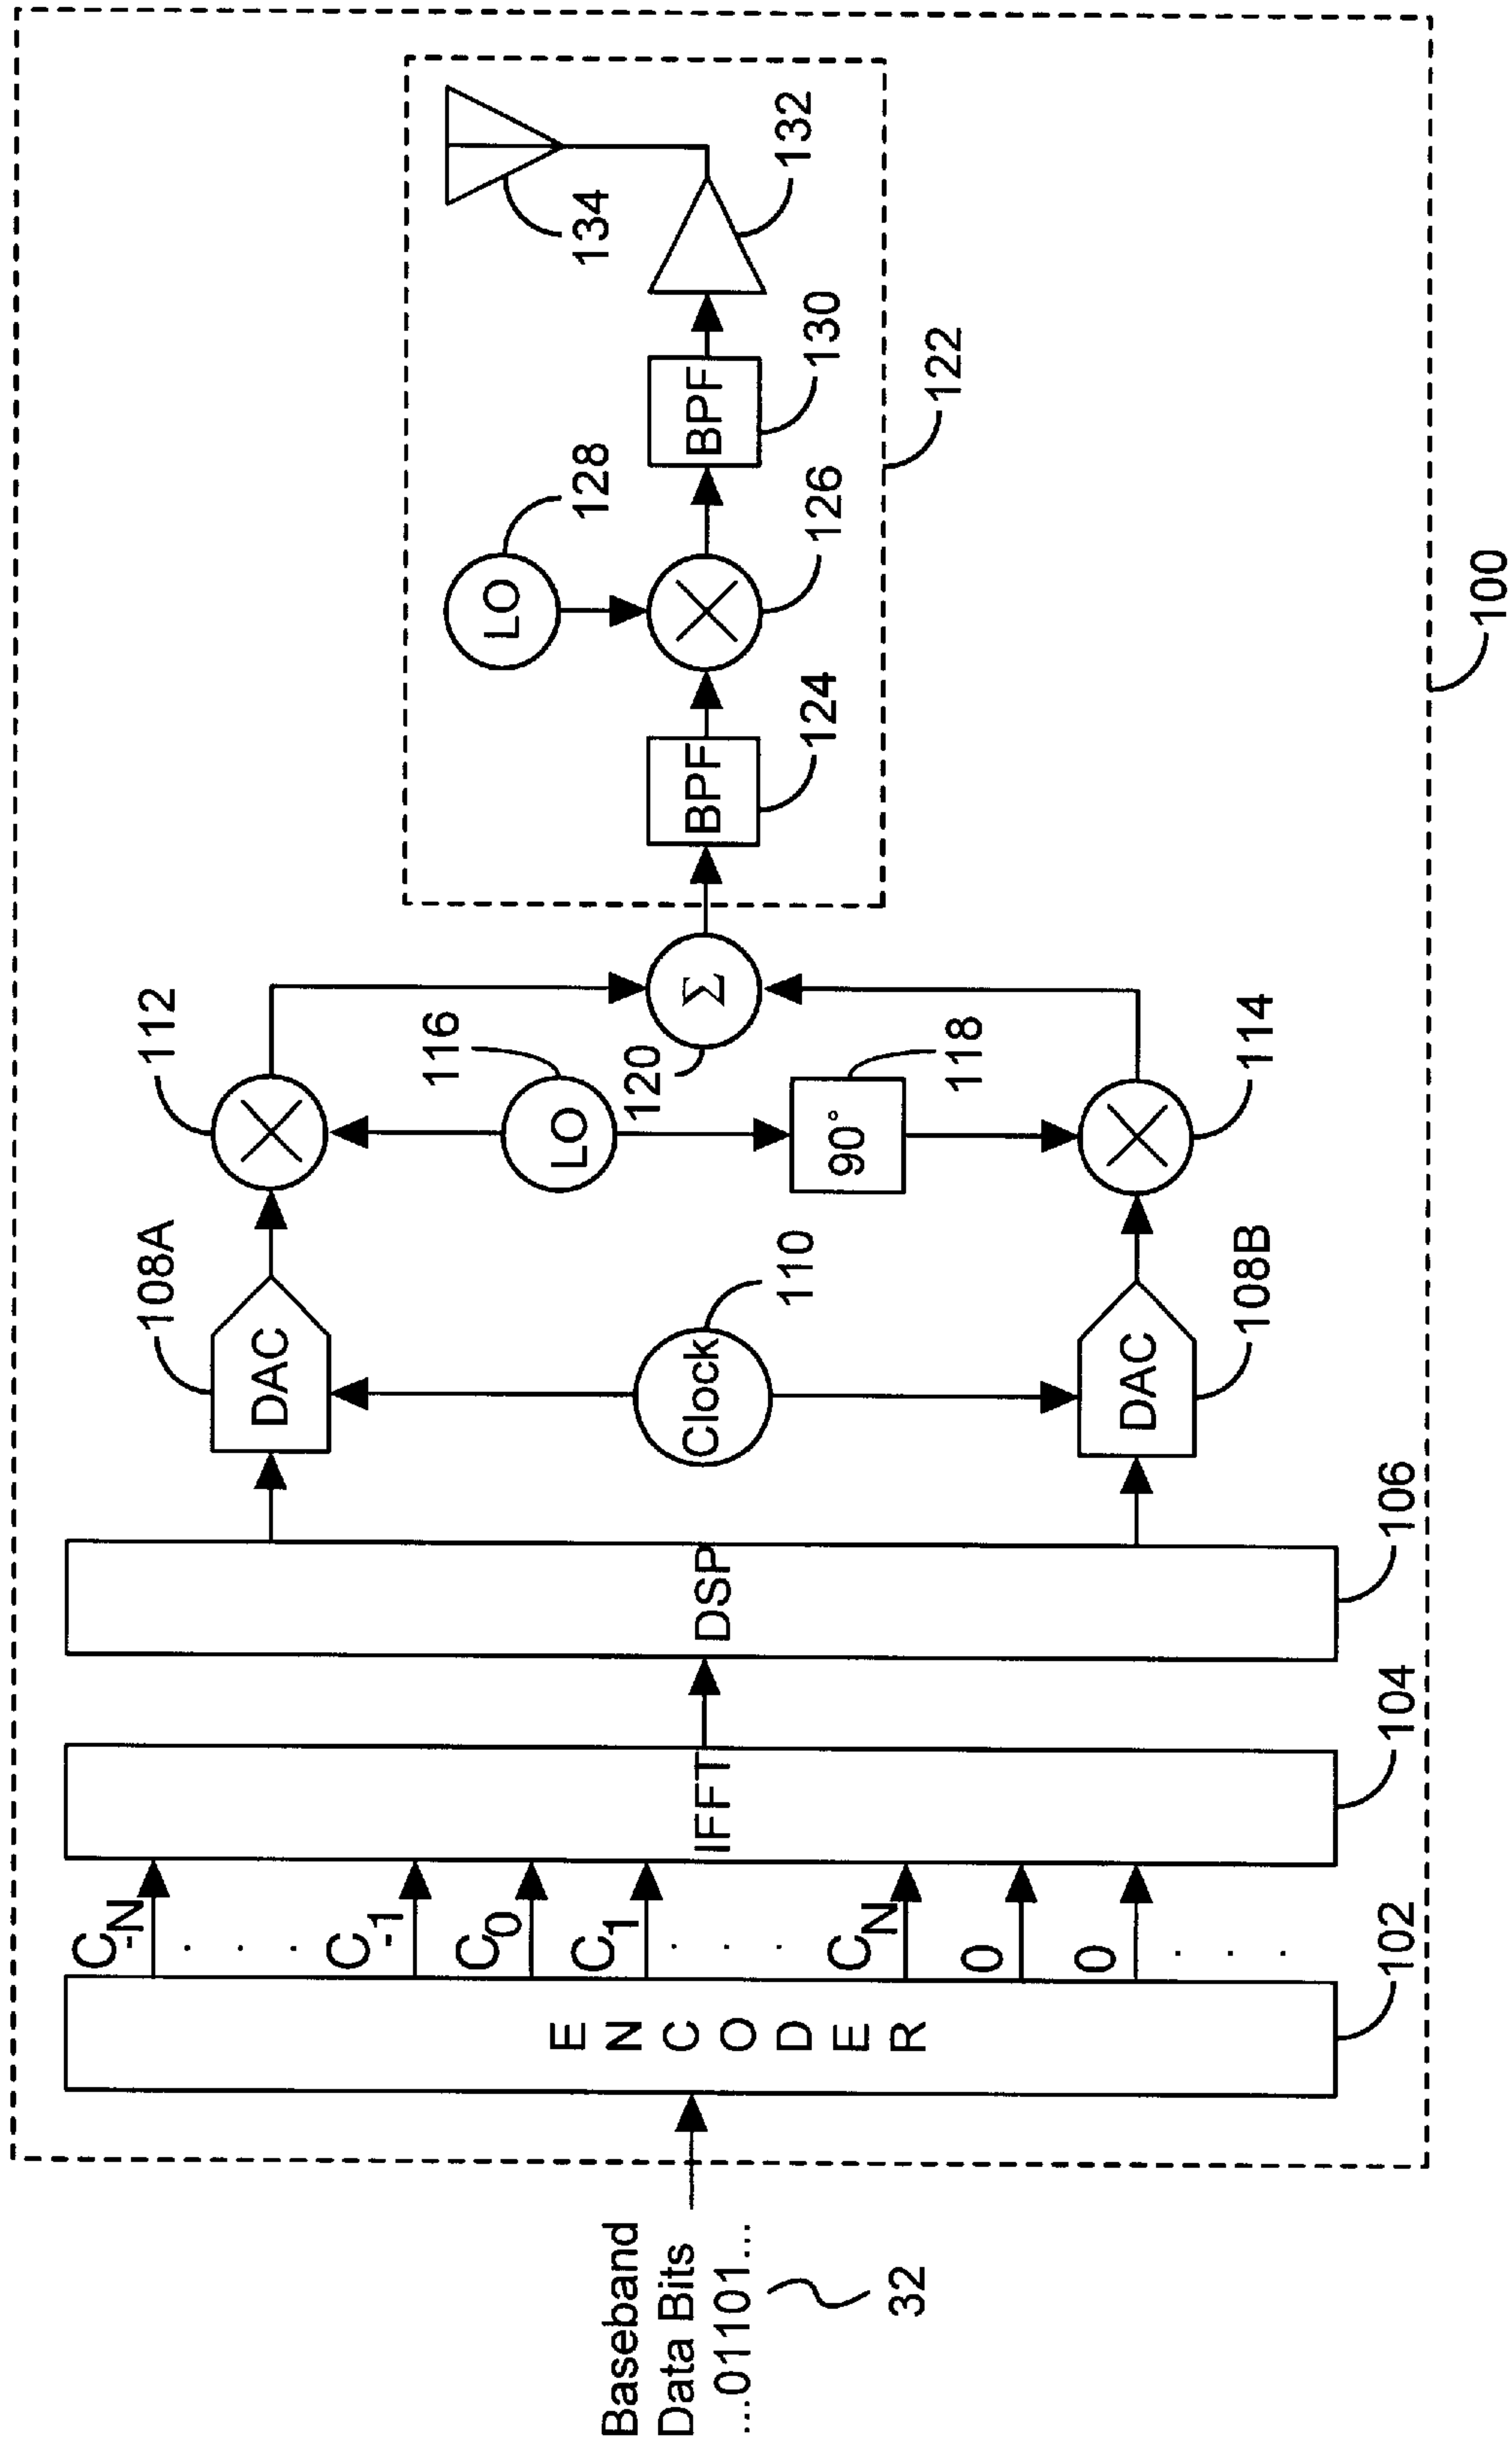 Baseband
Data Bits
...01101...
32
ENCODER
102
C-N
. . .
C-1
C0
C1
. . .
CN
0
0
. . .
IFFT
104
DSP
106
108A
DAC
Clock
110
DAC
108B
112
116
LO
120
Σ
90°
118
114
BPF
124
LO
128
126
BPF
130
132
134
122
100